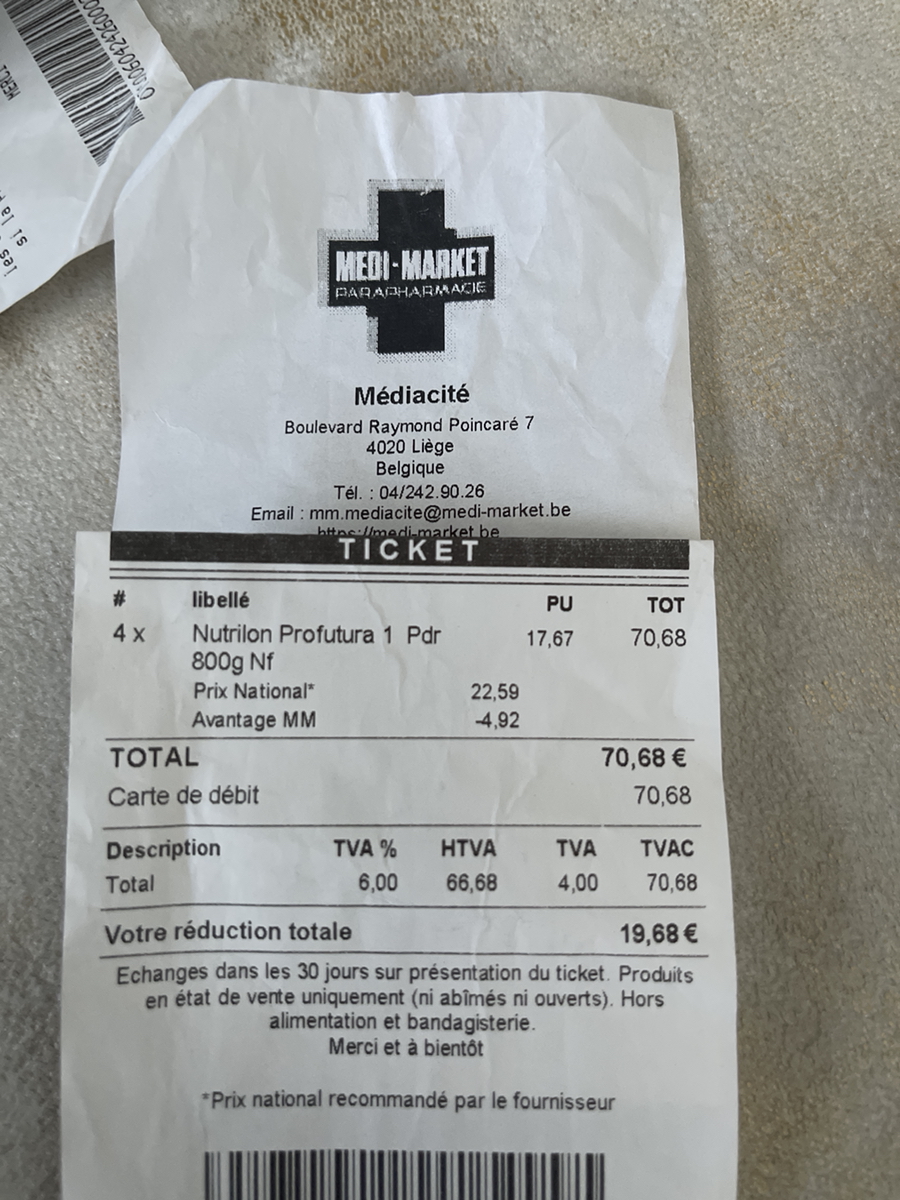 01006042426000
MERCI
si la
les
MEDI-MARKET
PARAPHARMACIE
Médiacité
Boulevard Raymond Poincaré 7
4020 Liège
Belgique
Tél. : 04/242.90.26
Email : mm.mediacite@medi-market.be
https://medi-market.be
TICKET
# libellé PU TOT
4 x Nutrilon Profutura 1 Pdr 17,67 70,68
800g Nf
Prix National* 22,59
Avantage MM -4,92
TOTAL 70,68 €
Carte de débit 70,68
Description TVA % HTVA TVA TVAC
Total 6,00 66,68 4,00 70,68
Votre réduction totale 19,68 €
Echanges dans les 30 jours sur présentation du ticket. Produits
en état de vente uniquement (ni abîmés ni ouverts). Hors
alimentation et bandagisterie.
Merci et à bientôt
*Prix national recommandé par le fournisseur